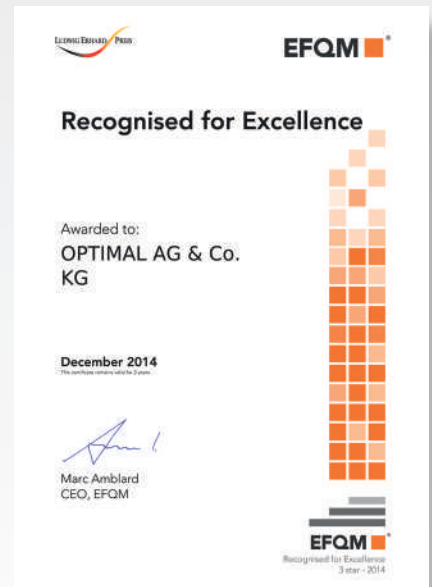 LUDWIG ERHARD PREIS
EFQM
Recognised for Excellence
Awarded to:
OPTIMAL AG & Co.
KG
December 2014
This certificate remains valid for 2 years
Marc Amblard
CEO, EFQM
EFQM
Recognised for Excellence
3 star - 2014